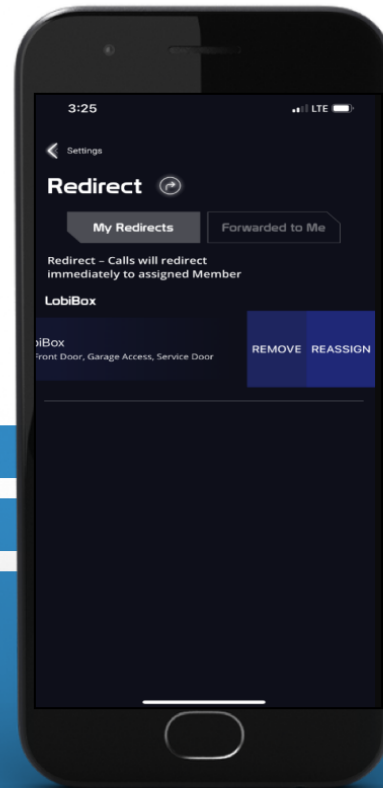 3:25 LTE
Settings
Redirect
My Redirects Forwarded to Me
Redirect – Calls will redirect
immediately to assigned Member
LobiBox
biBox
Front Door, Garage Access, Service Door
REMOVE REASSIGN